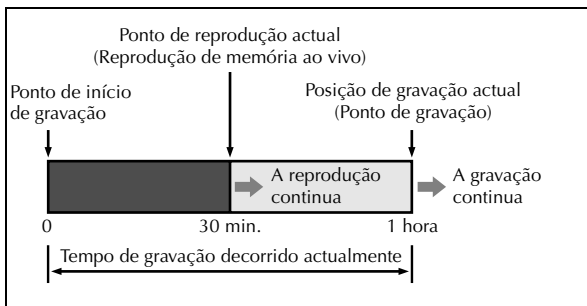 Ponto de reprodução actual
(Reprodução de memória ao vivo)
Ponto de início
de gravação
Posição de gravação actual
(Ponto de gravação)
A reprodução
continua
A gravação
continua
0
30 min.
1 hora
Tempo de gravação decorrido actualmente